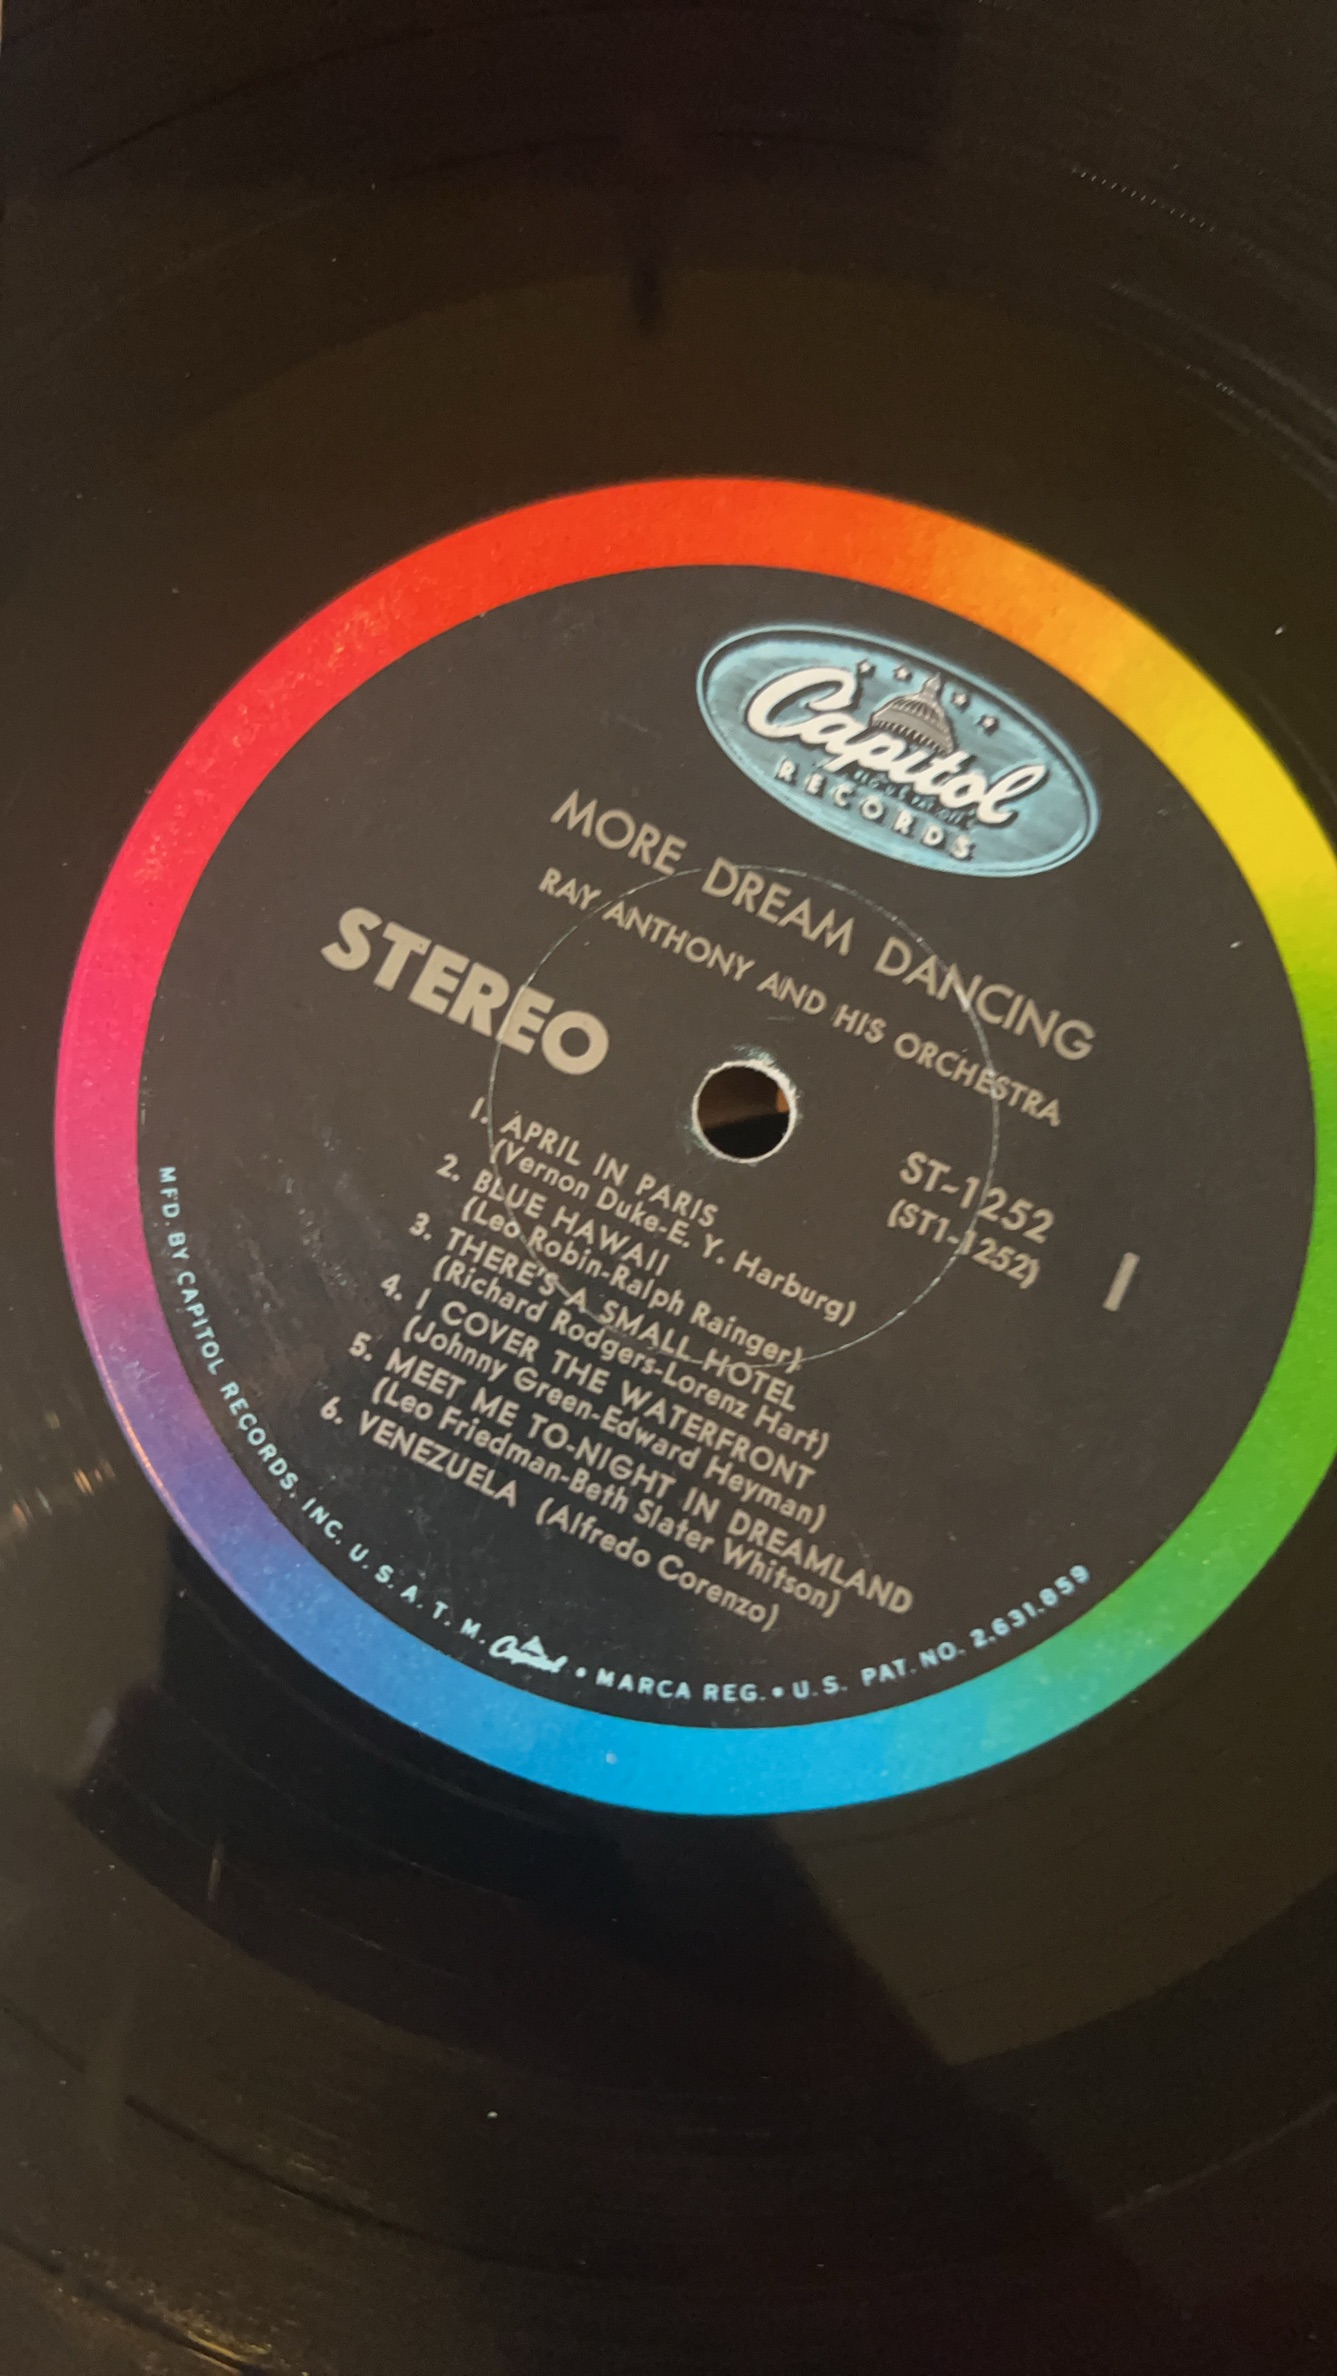 Capitol
RECORDS
MORE DREAM DANCING
RAY ANTHONY AND HIS ORCHESTRA
STEREO
ST-1252
(ST1-1252)
1
1. APRIL IN PARIS
(Vernon Duke-E. Y. Harburg)
2. BLUE HAWAII
(Leo Robin-Ralph Rainger)
3. THERE'S A SMALL HOTEL
(Richard Rodgers-Lorenz Hart)
4. I COVER THE WATERFRONT
(Johnny Green-Edward Heyman)
5. MEET ME TO-NIGHT IN DREAMLAND
(Leo Friedman-Beth Slater Whitson)
6. VENEZUELA (Alfredo Corenzo)
MFD. BY CAPITOL RECORDS, INC. U. S. A. T. M. Capitol • MARCA REG. • U. S. PAT. NO. 2,631,859